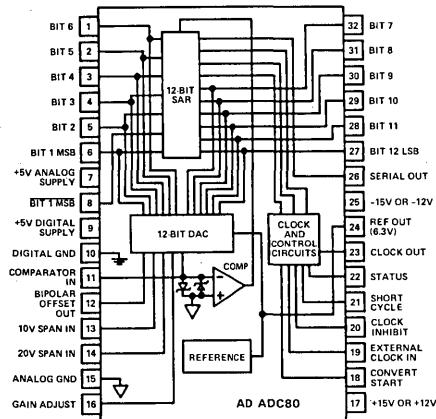 BIT 6 1
BIT 5 2
BIT 4 3
BIT 3 4
BIT 2 5
BIT 1 MSB 6
+5V ANALOG
SUPPLY 7
BIT 1 MSB 8
+5V DIGITAL
SUPPLY 9
DIGITAL GND 10
COMPARATOR
IN 11
BIPOLAR
OFFSET
OUT 12
10V SPAN IN 13
20V SPAN IN 14
ANALOG GND 15
GAIN ADJUST 16
12-BIT
SAR
12-BIT DAC
COMP
−
+
REFERENCE
CLOCK
AND
CONTROL
CIRCUITS
AD ADC80
32 BIT 7
31 BIT 8
30 BIT 9
29 BIT 10
28 BIT 11
27 BIT 12 LSB
26 SERIAL OUT
25 -15V OR -12V
24 REF OUT
(6.3V)
23 CLOCK OUT
22 STATUS
21 SHORT
CYCLE
20 CLOCK
INHIBIT
19 EXTERNAL
CLOCK IN
18 CONVERT
START
17 +15V OR +12V